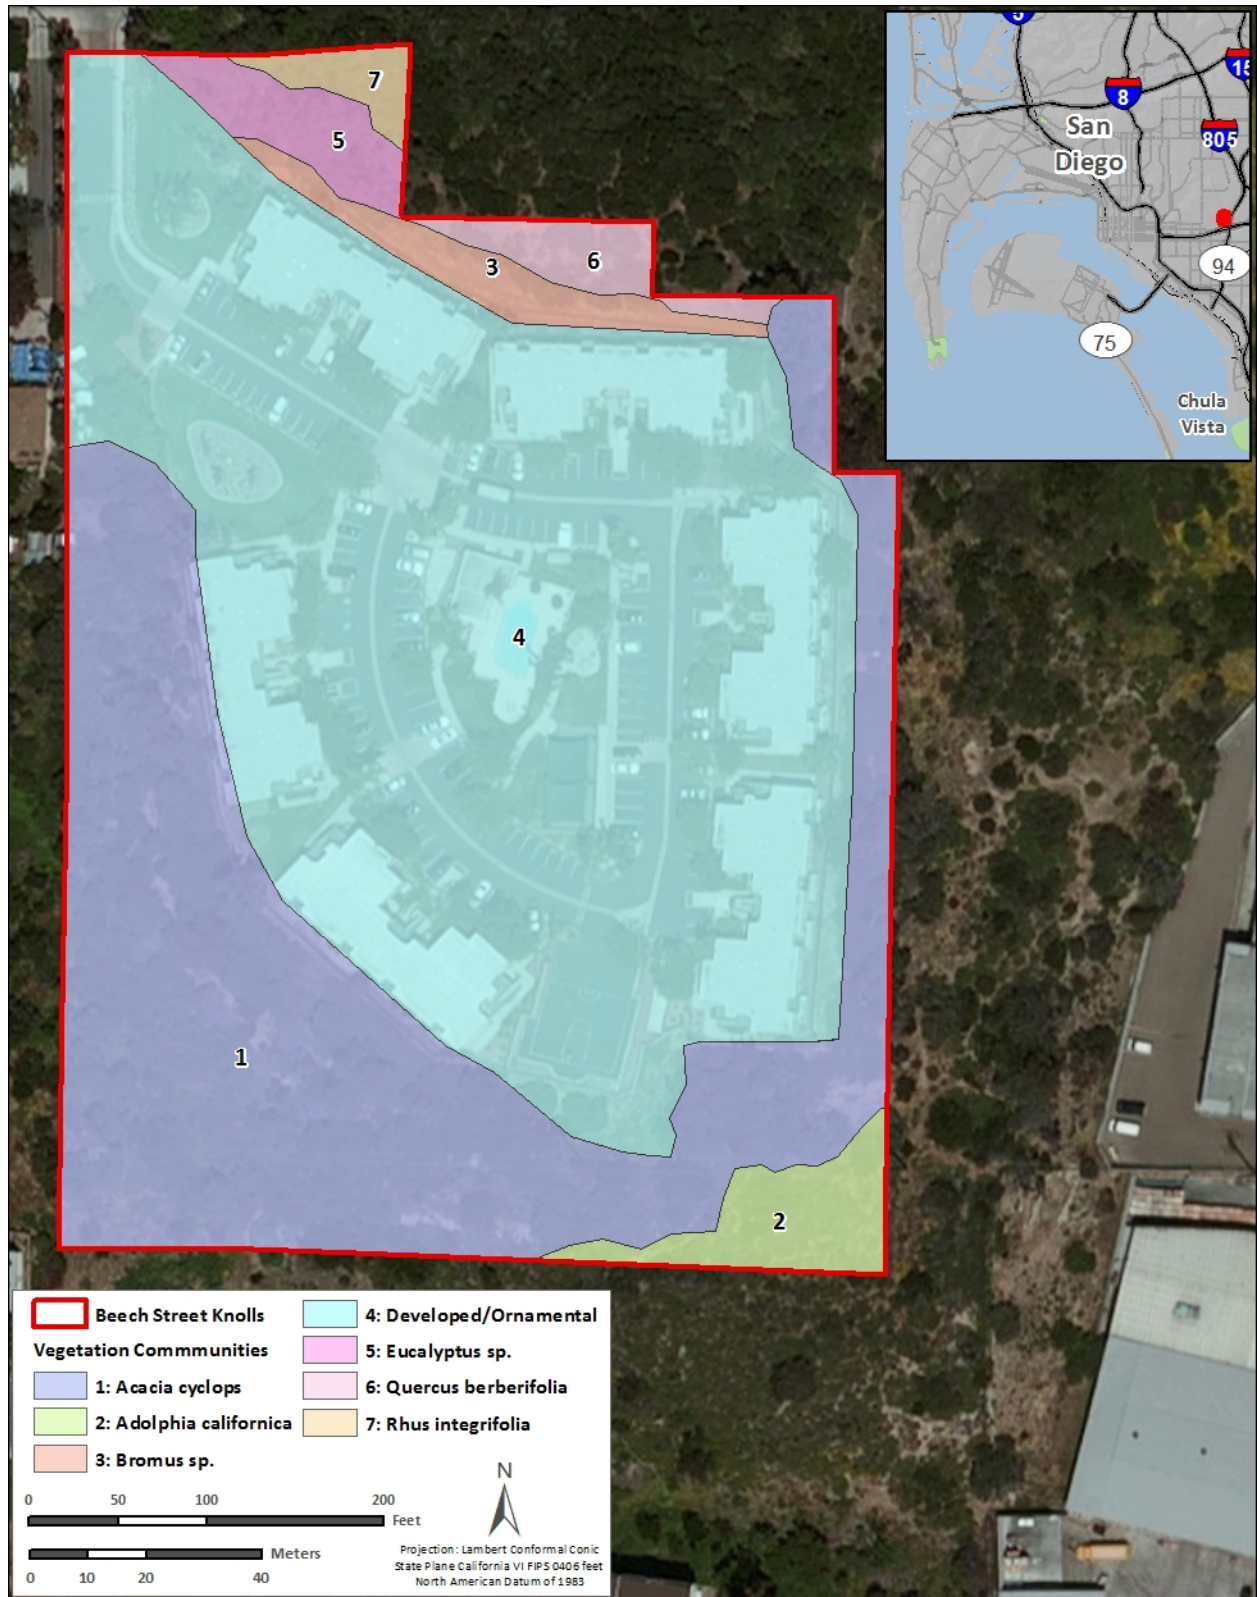 7
5
3
6
4
1
2
5
8
15
San
Diego
805
94
75
Chula
Vista
Beech Street Knolls
Vegetation Commmunities
1: Acacia cyclops
2: Adolphia californica
3: Bromus sp.
4: Developed/Ornamental
5: Eucalyptus sp.
6: Quercus berberifolia
7: Rhus integrifolia
0 50 100 200
Feet
Meters
0 10 20 40
N
Projection: Lambert Conformal Conic
State Plane California VI FIPS 0406 feet
North American Datum of 1983